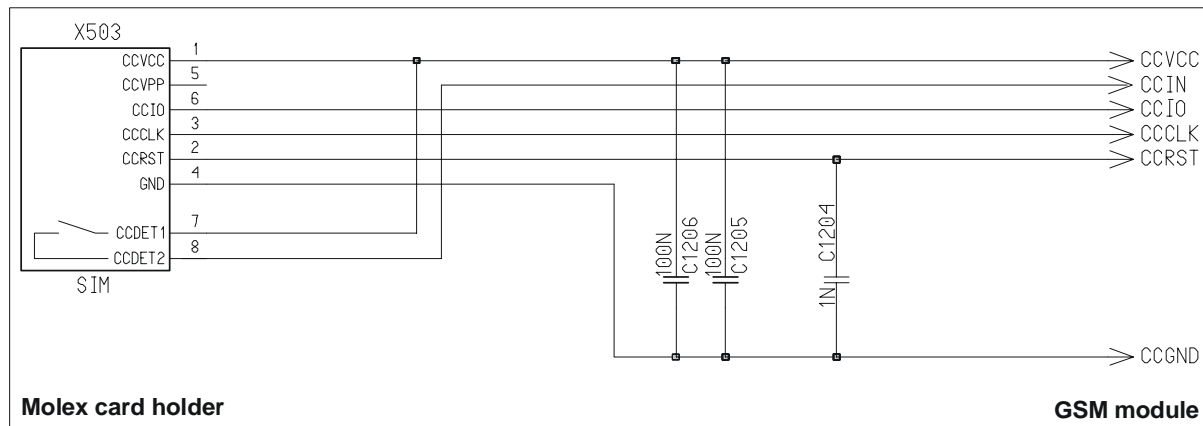 X503
CCVCC 1 CCVCC
CCVPP 5 CCIN
CCIO 6 CCIO
CCCLK 3 CCCLK
CCRST 2 CCRST
GND 4
CCDET1 7
CCDET2 8
SIM
100N C1206
100N C1205
1N C1204
CCGND
Molex card holder
GSM module